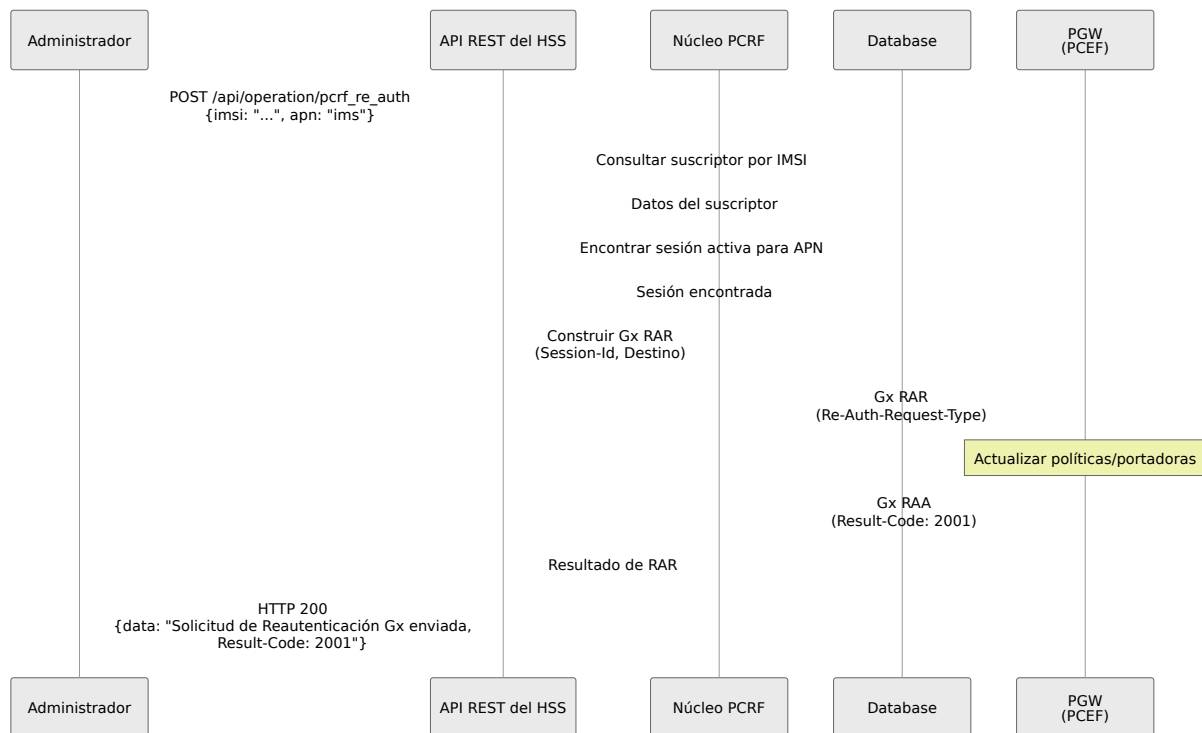 Administrador
API REST del HSS
Núcleo PCRF
Database
PGW
(PCEF)
POST /api/operation/pcrf_re_auth
{imsi: "...", apn: "ims"}
Consultar suscriptor por IMSI
Datos del suscriptor
Encontrar sesión activa para APN
Sesión encontrada
Construir Gx RAR
(Session-Id, Destino)
Gx RAR
(Re-Auth-Request-Type)
Actualizar políticas/portadoras
Gx RAA
(Result-Code: 2001)
Resultado de RAR
HTTP 200
{data: "Solicitud de Reautenticación Gx enviada,
Result-Code: 2001"}
Administrador
API REST del HSS
Núcleo PCRF
Database
PGW
(PCEF)